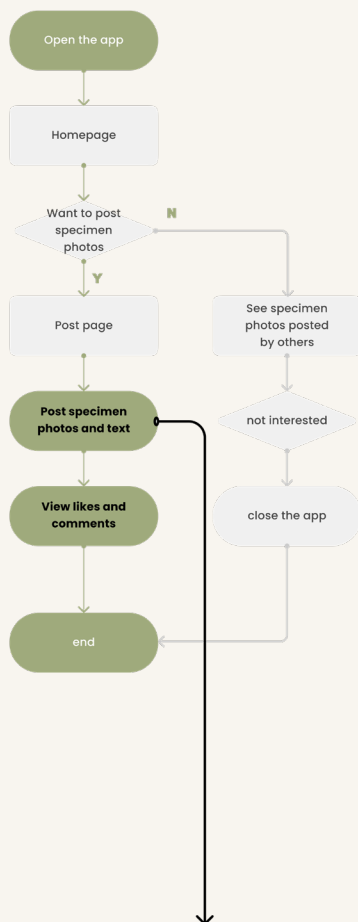 Open the app
Homepage
Want to post
specimen
photos
N
Y
Post page
See specimen
photos posted
by others
Post specimen
photos and text
not interested
View likes and
comments
close the app
end